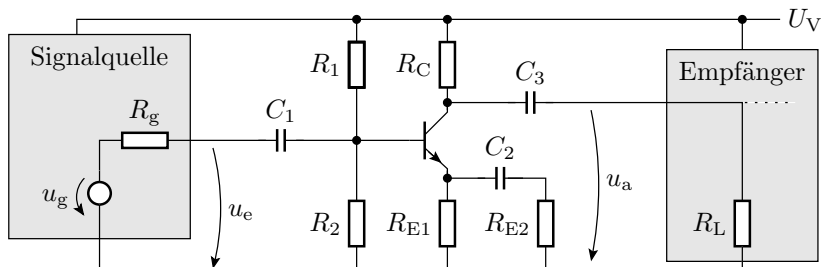 U_V
Signalquelle
R_1
R_C
C_3
Empfänger
R_g
C_1
C_2
u_g
u_e
R_2
R_E1
R_E2
u_a
R_L